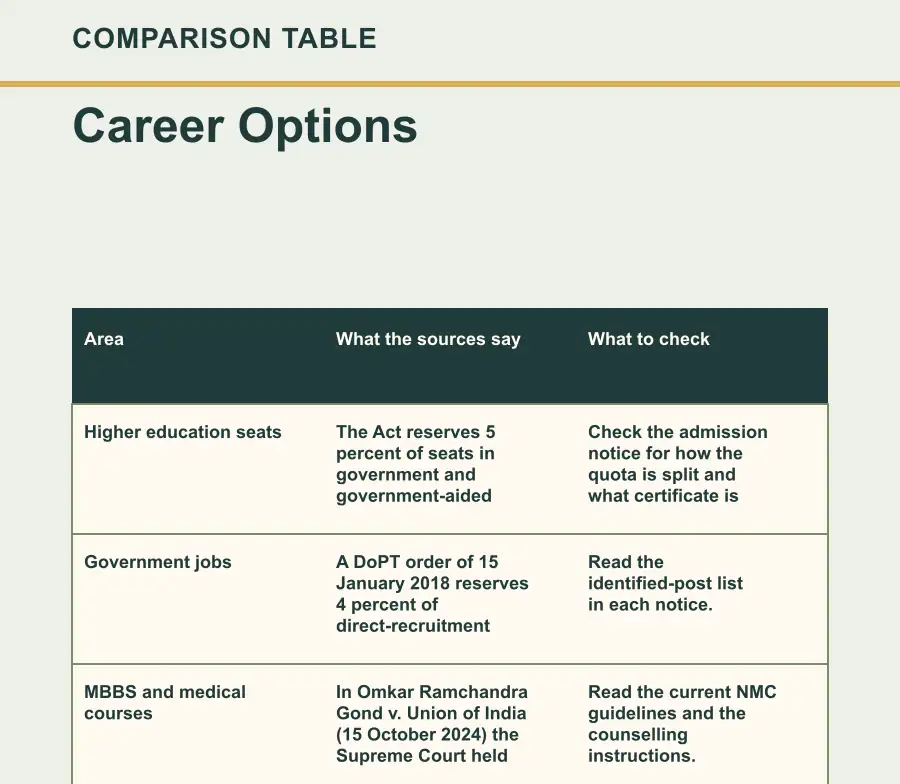 COMPARISON TABLE
Career Options
Area
What the sources say
What to check
Higher education seats
The Act reserves 5
percent of seats in
government and
government-aided
Check the admission
notice for how the
quota is split and
what certificate is
Government jobs
A DoPT order of 15
January 2018 reserves
4 percent of
direct-recruitment
Read the
identified-post list
in each notice.
MBBS and medical
courses
In Omkar Ramchandra
Gond v. Union of India
(15 October 2024) the
Supreme Court held
Read the current NMC
guidelines and the
counselling
instructions.